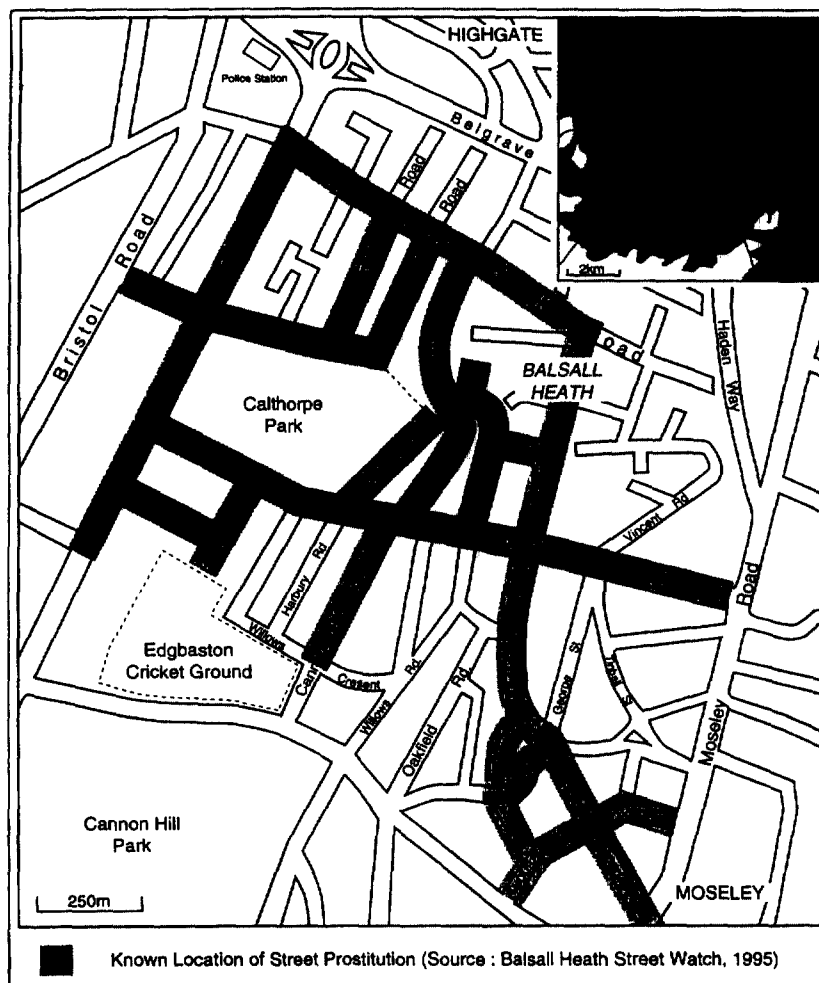 HIGHGATE
Police Station
Belgrave
Road
Road
Road
2km
Bristol Road
Haden Way
BALSALL
HEATH
Calthorpe
Park
Vincent Rd
Harbury Rd
Road
Willows
Edgbaston
Cricket Ground
Cann
Crescent
Willows Rd
Oakfield Rd
George St
St
Moseley
Cannon Hill
Park
MOSELEY
250m
Known Location of Street Prostitution (Source : Balsall Heath Street Watch, 1995)